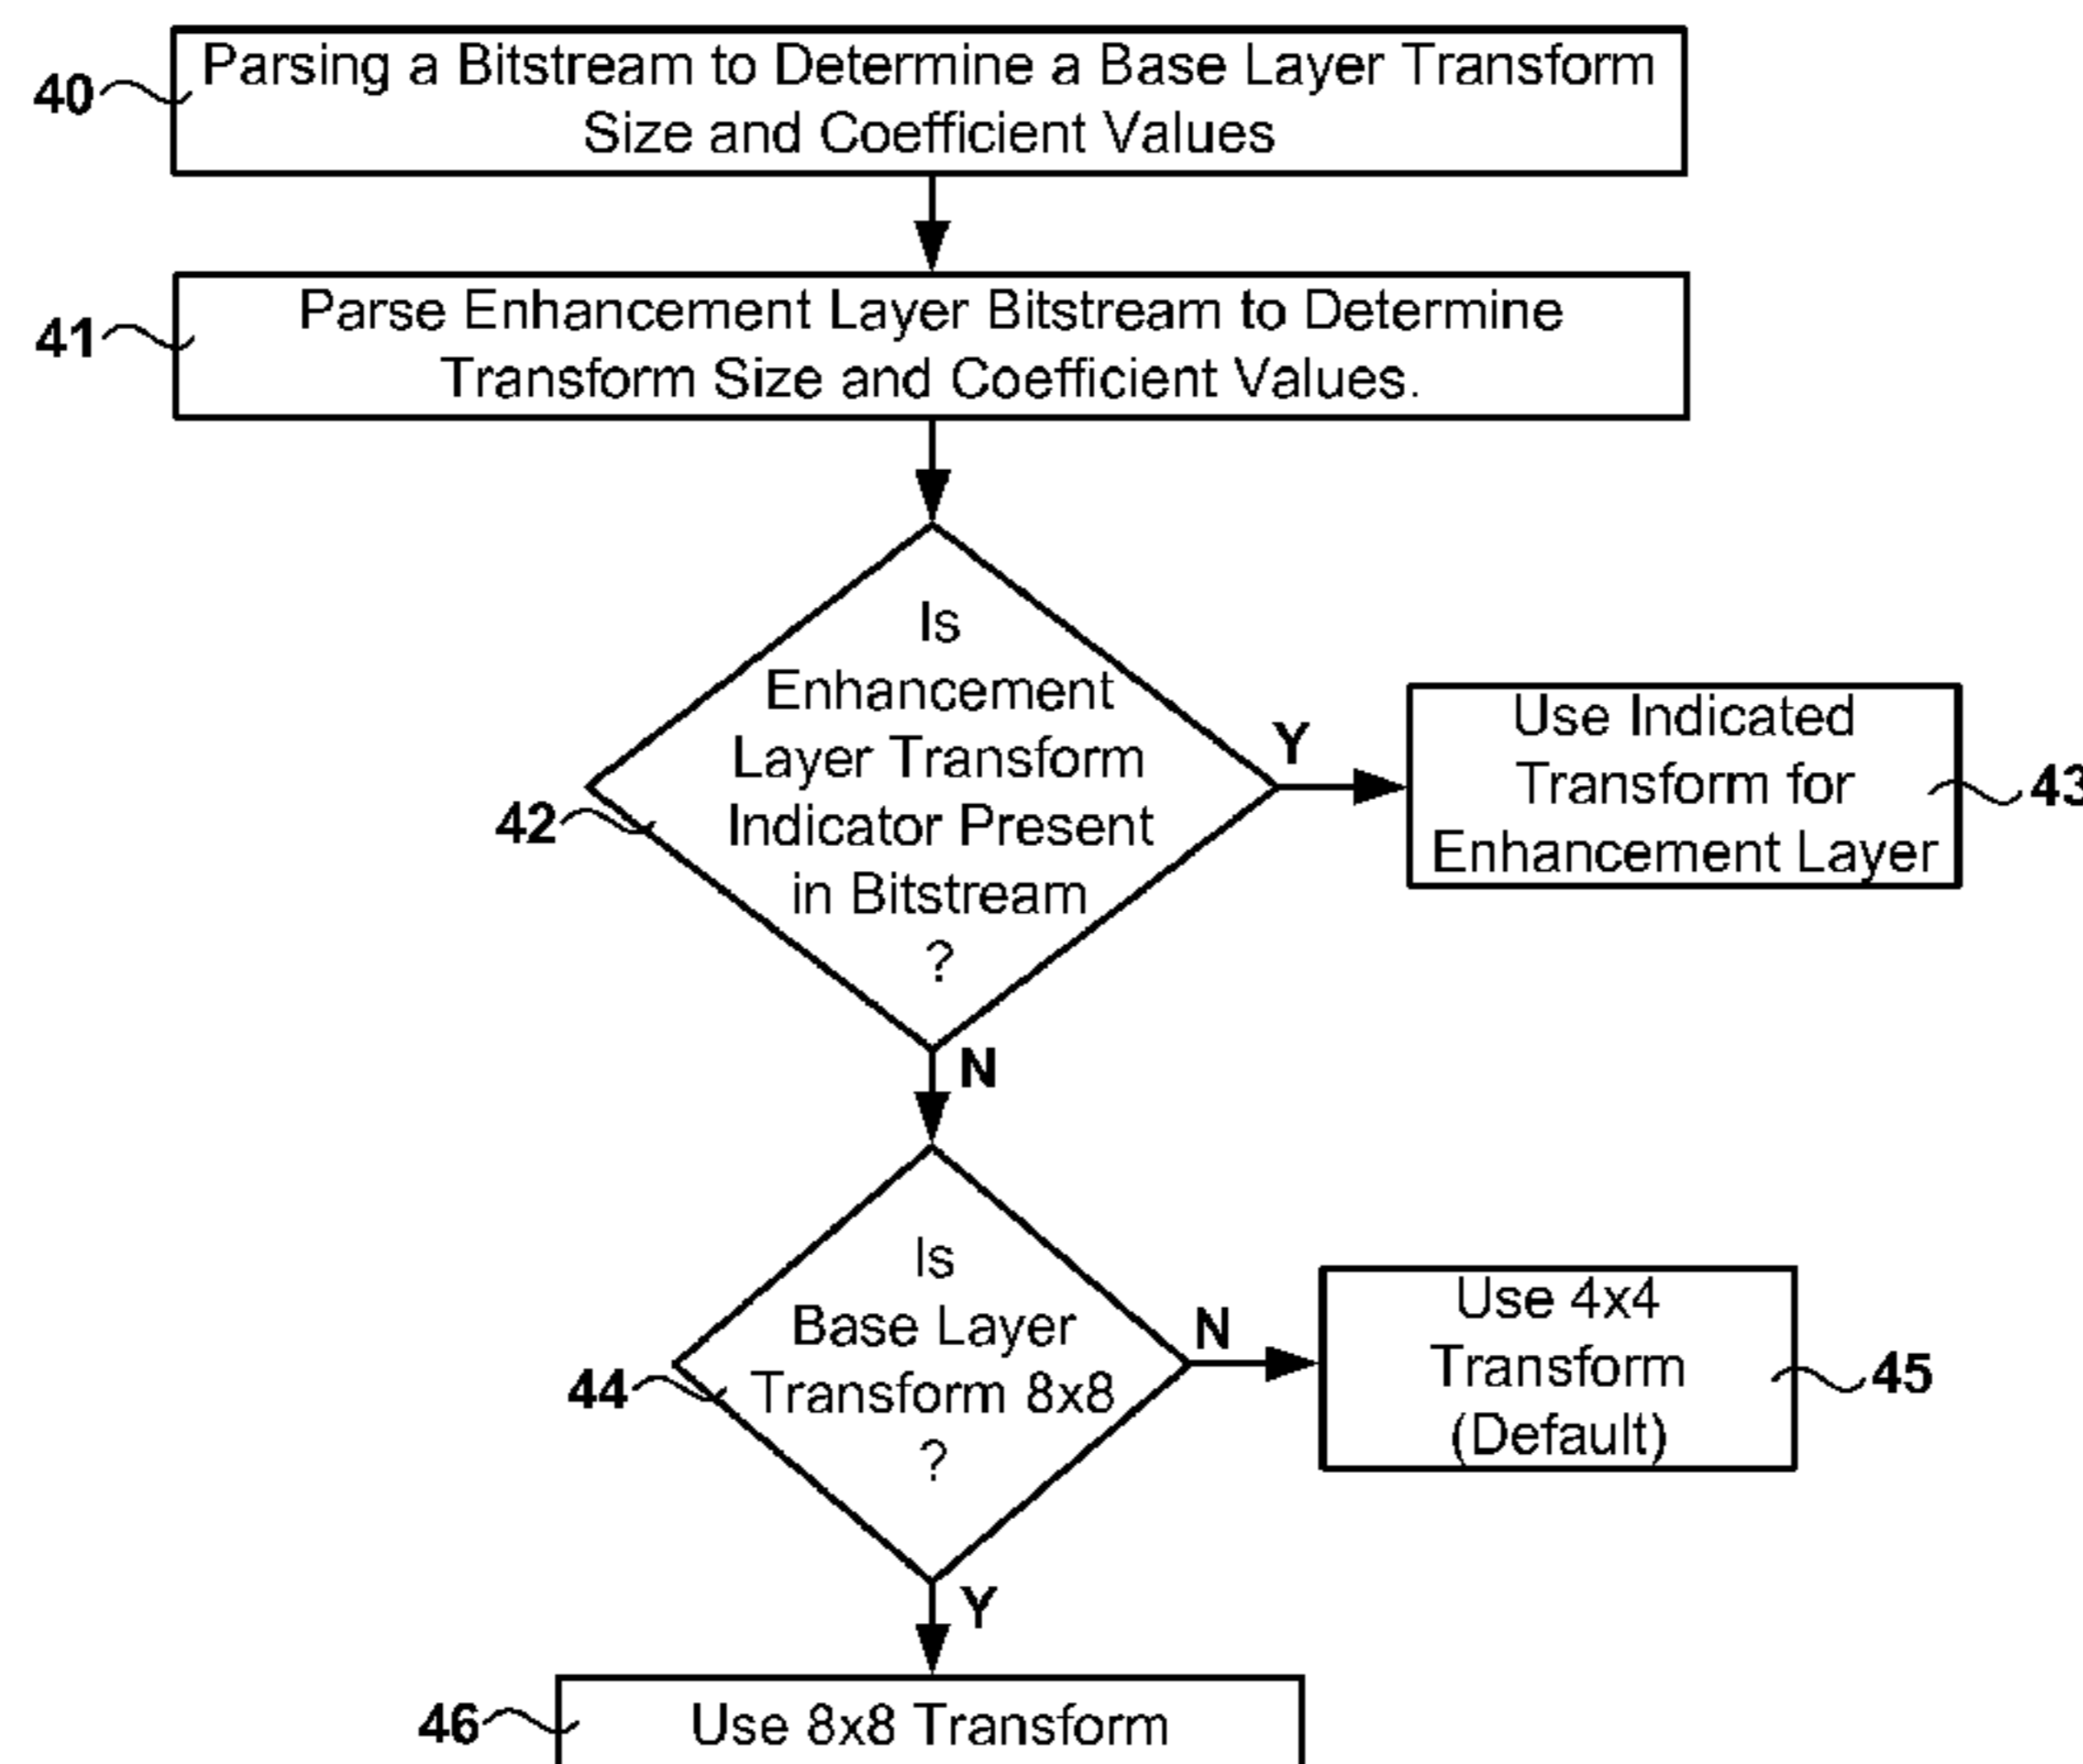 40
Parsing a Bitstream to Determine a Base Layer Transform
Size and Coefficient Values
41
Parse Enhancement Layer Bitstream to Determine
Transform Size and Coefficient Values.
42
Is
Enhancement
Layer Transform
Indicator Present
in Bitstream
?
Y
Use Indicated
Transform for
Enhancement Layer
43
N
44
Is
Base Layer
Transform 8x8
?
N
Use 4x4
Transform
(Default)
45
Y
46
Use 8x8 Transform